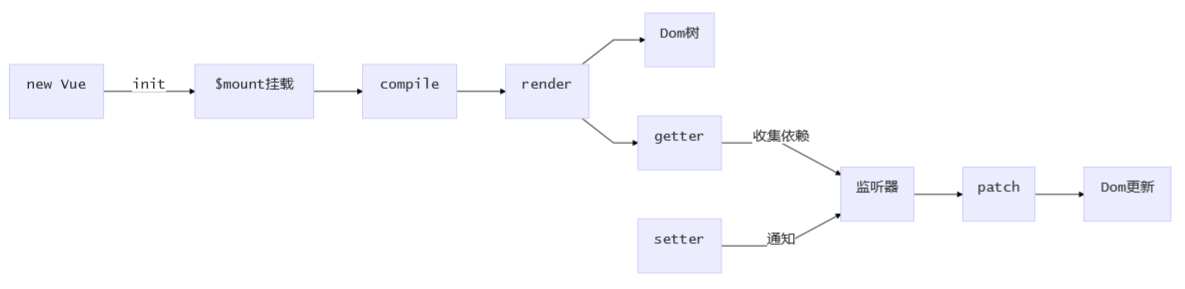 Dom树
new Vue
init
$mount挂载
compile
render
getter
收集依赖
监听器
patch
Dom更新
setter
通知